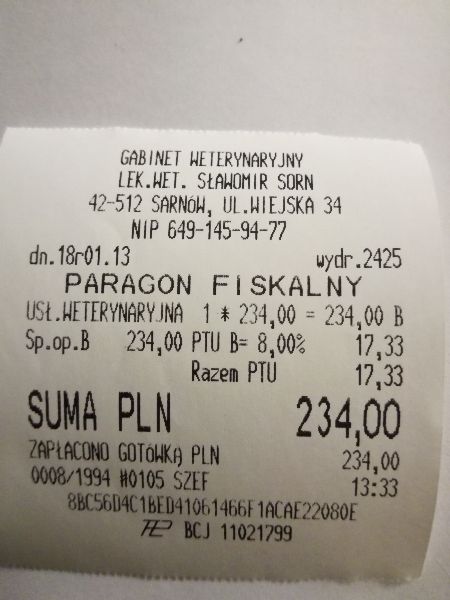 GABINET WETERYNARYJNY
LEK.WET. SŁAWOMIR SORN
42-512 SARNÓW, UL.WIEJSKA 34
NIP 649-145-94-77
dn.18r01.13 wydr.2425
PARAGON FISKALNY
USŁ.WETERYNARYJNA 1 * 234,00 = 234,00 B
Sp.op.B 234,00 PTU B= 8,00% 17,33
Razem PTU 17,33
SUMA PLN 234,00
ZAPŁACONO GOTÓWKĄ PLN 234,00
0008/1994 #0105 SZEF 13:33
8BC56D4C1BED41061466F1ACAE22080E
BCJ 11021799